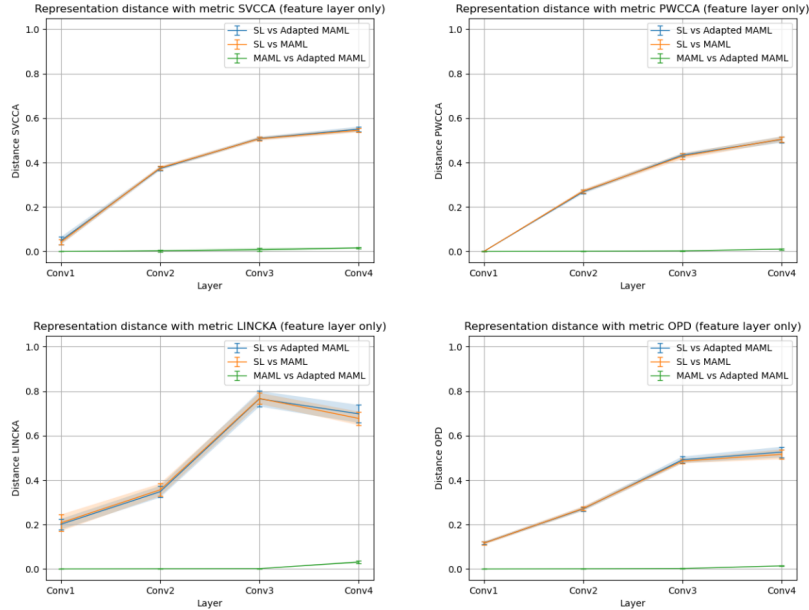 Representation distance with metric SVCCA (feature layer only)
SL vs Adapted MAML
SL vs MAML
MAML vs Adapted MAML
1.0
0.8
0.6
0.4
0.2
0.0
Distance SVCCA
Conv1 Conv2 Conv3 Conv4
Layer
Representation distance with metric PWCCA (feature layer only)
SL vs Adapted MAML
SL vs MAML
MAML vs Adapted MAML
1.0
0.8
0.6
0.4
0.2
0.0
Distance PWCCA
Conv1 Conv2 Conv3 Conv4
Layer
Representation distance with metric LINCKA (feature layer only)
SL vs Adapted MAML
SL vs MAML
MAML vs Adapted MAML
1.0
0.8
0.6
0.4
0.2
0.0
Distance LINCKA
Conv1 Conv2 Conv3 Conv4
Layer
Representation distance with metric OPD (feature layer only)
SL vs Adapted MAML
SL vs MAML
MAML vs Adapted MAML
1.0
0.8
0.6
0.4
0.2
0.0
Distance OPD
Conv1 Conv2 Conv3 Conv4
Layer